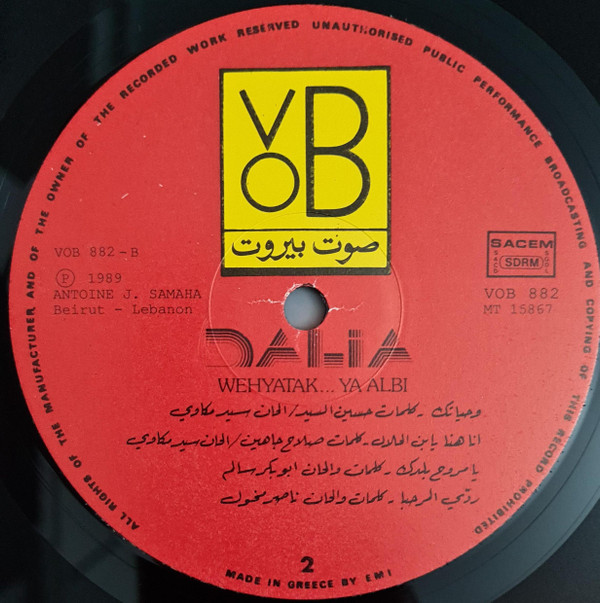 ALL RIGHTS OF THE MANUFACTURER AND OF THE OWNER OF THE RECORDED WORK RESERVED UNAUTHORISED PUBLIC PERFORMANCE BROADCASTING AND COPYING OF THIS RECORD PROHIBITED
VOB
صوت بيروت
VOB 882-B
℗ 1989
ANTOINE J. SAMAHA
Beirut - Lebanon
SACEM
SACD SDRM SGDL
VOB 882
MT 15867
DALIA
WEHYATAK... YA ALBI
وحياتك - كلمات حسين السيد / الحان سيد مكاوي
انا هنا يا ابن الحلال - كلمات صلاح جاهين / الحان سيد مكاوي
يا مروح بلدك - كلمات والحان ابو بكر سالم
ردّي المرحبا - كلمات والحان ناصر مخول
2
MADE IN GREECE BY EMI